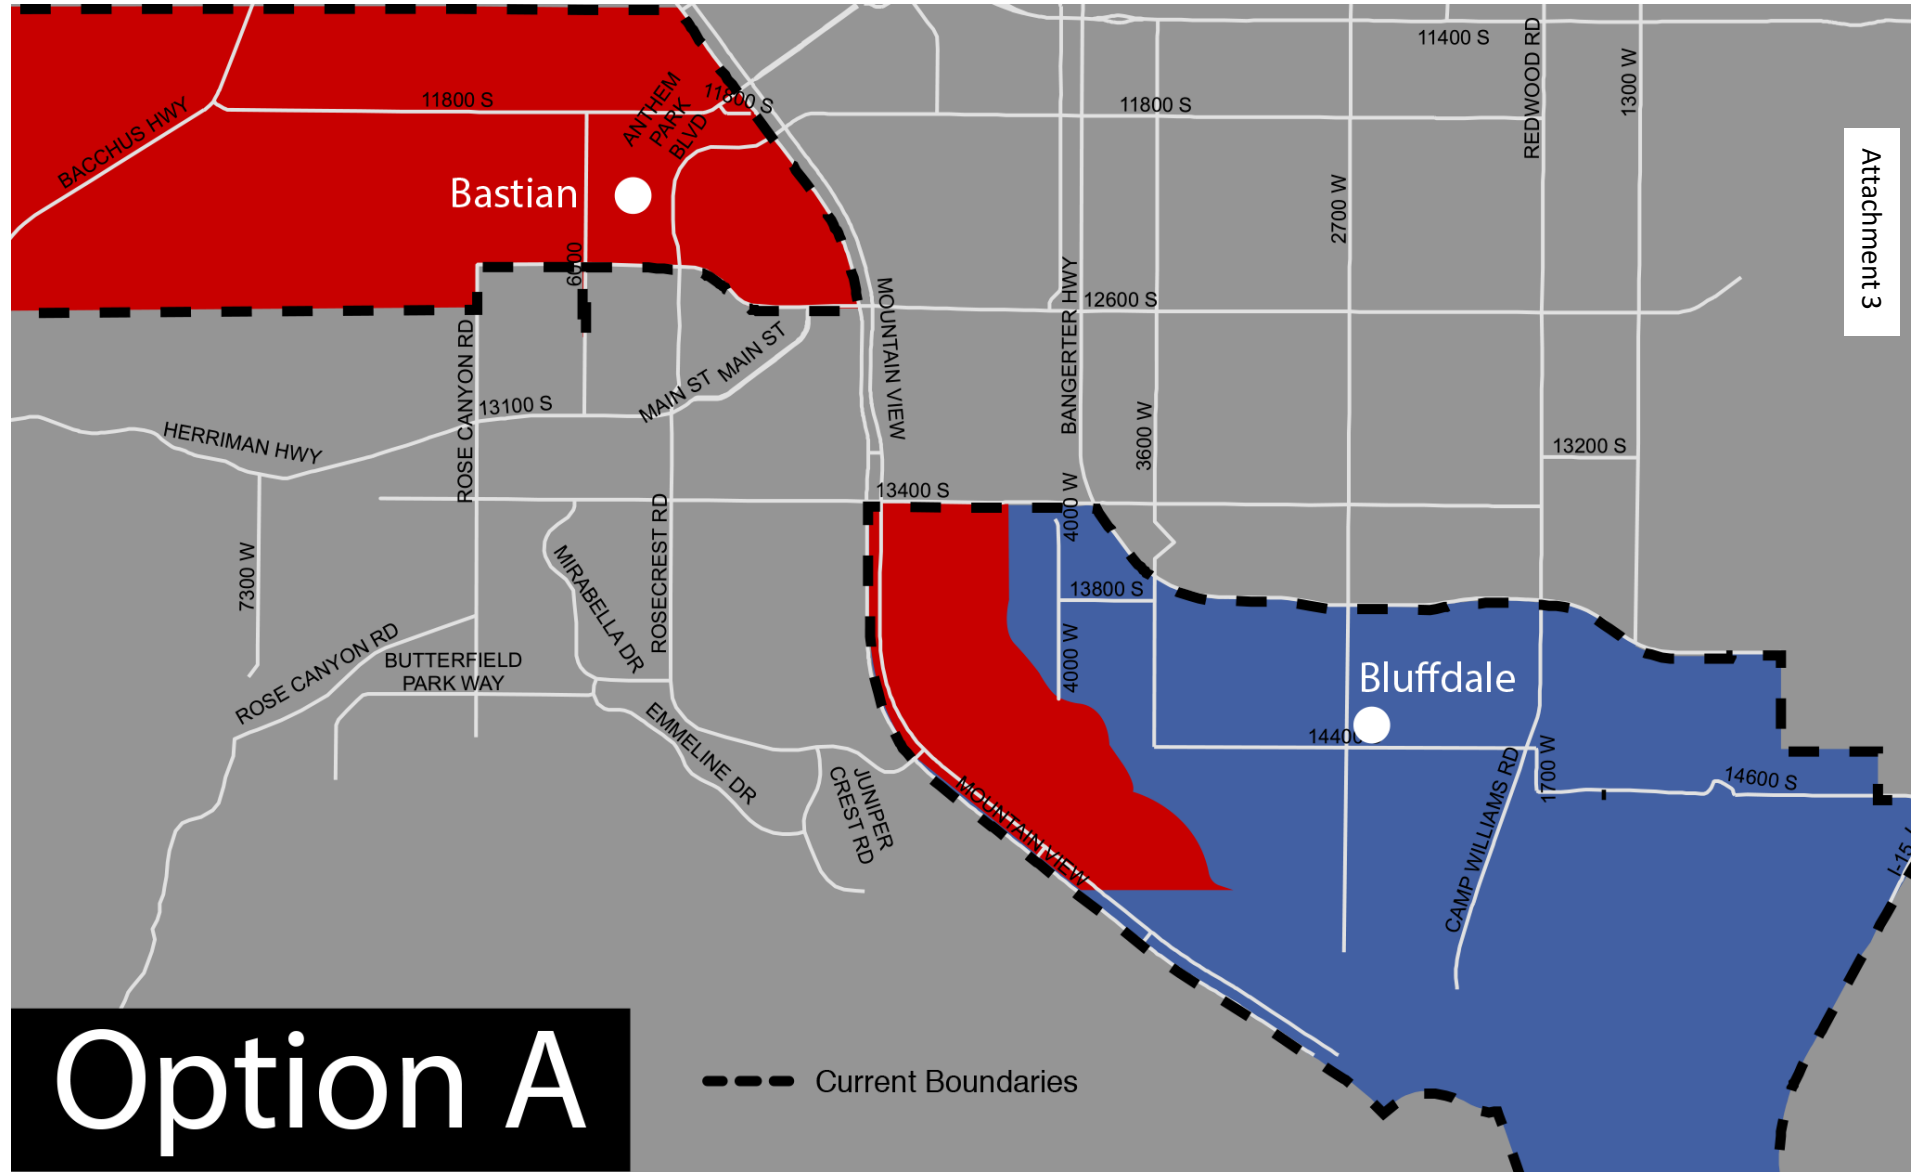 11400 S
REDWOOD RD
1300 W
11800 S
ANTHEM
PARK
BLVD
11800 S
11800 S
BACCHUS HWY
Attachment 3
Bastian
2700 W
6000
MOUNTAIN VIEW
BANGERTER HWY
12600 S
ROSE CANYON RD
MAIN ST
MAIN ST
13100 S
HERRIMAN HWY
3600 W
13200 S
13400 S
4000 W
7300 W
MIRABELLA DR
ROSECREST RD
13800 S
4000 W
ROSE CANYON RD
BUTTERFIELD
PARK WAY
Bluffdale
EMMELINE DR
14400
JUNIPER
CREST RD
MOUNTAIN VIEW
CAMP WILLIAMS RD
1700 W
14600 S
I-15
Option A
Current Boundaries